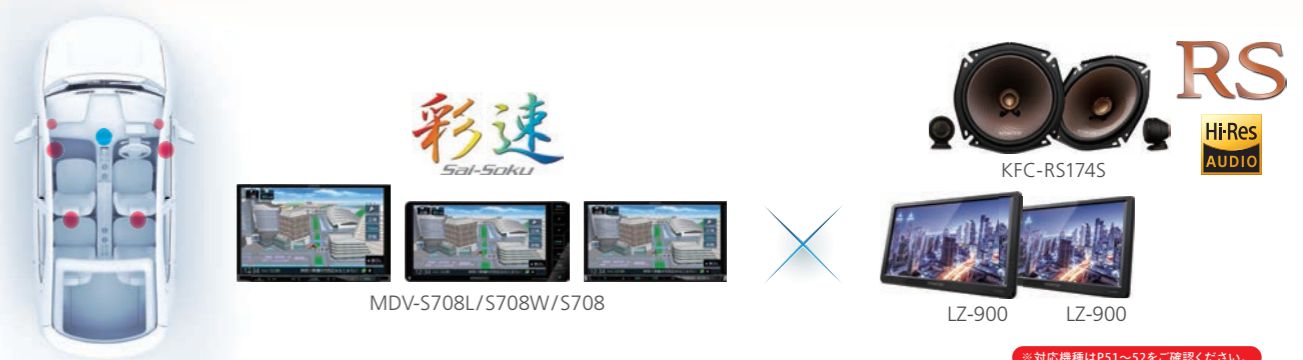 彩速
Sai-Soku
MDV-S708L/S708W/S708
RS
Hi-Res
AUDIO
KFC-RS174S
LZ-900
LZ-900
※対応機種はP51〜52をご確認ください。